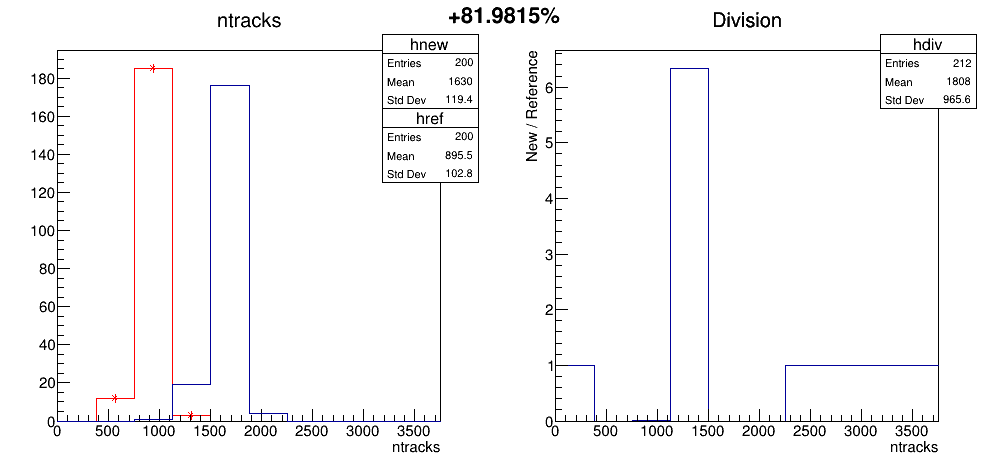 +81.9815%
ntracks
hnew
Entries 200
Mean 1630
Std Dev 119.4
href
Entries 200
Mean 895.5
Std Dev 102.8
180
160
140
120
100
80
60
40
20
0
0 500 1000 1500 2000 2500 3000 3500
ntracks
Division
hdiv
Entries 212
Mean 1808
Std Dev 965.6
New / Reference
6
5
4
3
2
1
0
0 500 1000 1500 2000 2500 3000 3500
ntracks